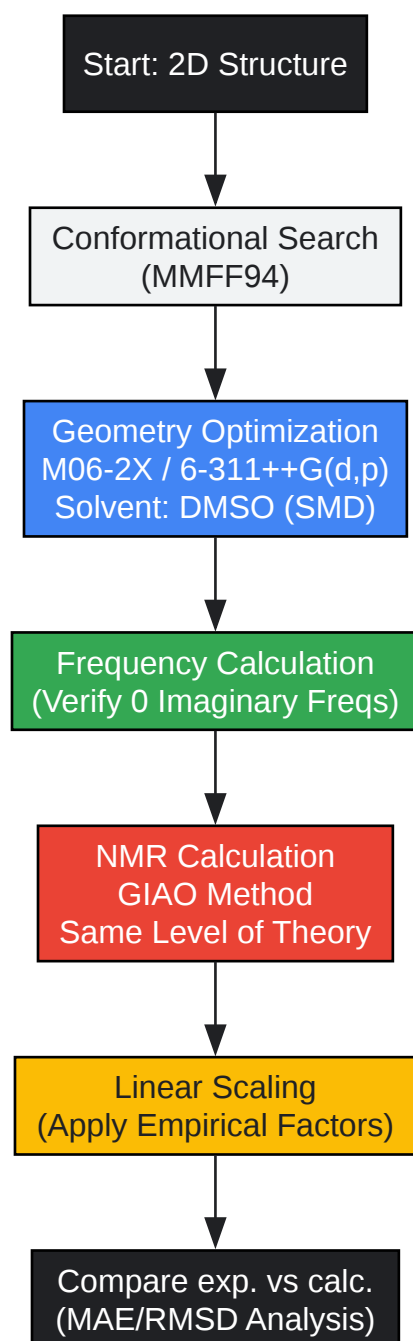 Start: 2D Structure
Conformational Search
(MMFF94)
Geometry Optimization
M06-2X / 6-311++G(d,p)
Solvent: DMSO (SMD)
Frequency Calculation
(Verify 0 Imaginary Freqs)
NMR Calculation
GIAO Method
Same Level of Theory
Linear Scaling
(Apply Empirical Factors)
Compare exp. vs calc.
(MAE/RMSD Analysis)